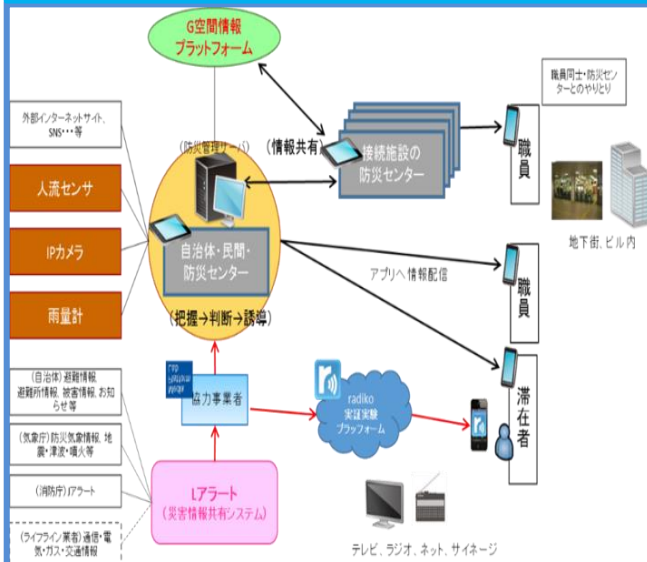 G空間情報
プラットフォーム
外部インターネットサイト、
SNS・・・等
人流センサ
IPカメラ
雨量計
(自治体)避難情報
避難所情報, 被害情報, お知
らせ等
(気象庁)防災気象情報, 地
震・津波・噴火等
(消防庁)Jアラート
(ライフライン業者)通信・電
気・ガス・交通情報
(防災管理サーバ)
(情報共有)
自治体・民間・
防災センター
(把握→判断→誘導)
協力事業者
Lアラート
(災害情報共有システム)
接続施設の
防災センター
職員
職員同士・防災セン
ターとのやりとり
地下街、ビル内
アプリへ情報配信
職員
滞在者
radiko
実証実験
プラッフォーム
テレビ、ラジオ、ネット、サイネージ